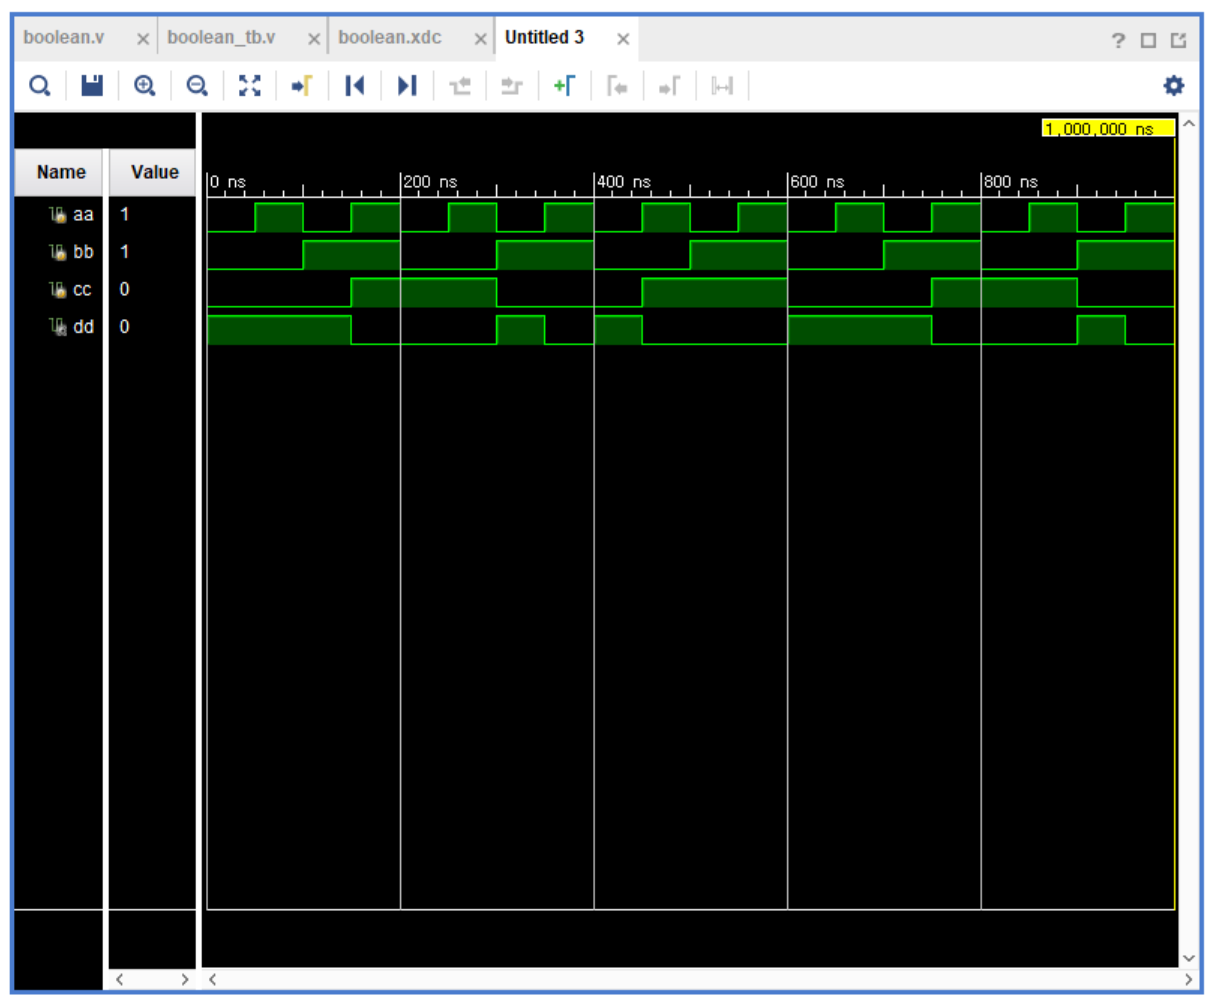 boolean.v × boolean_tb.v × boolean.xdc × Untitled 3 × ?
1,000,000 ns
Name Value 0 ns 200 ns 400 ns 600 ns 800 ns
aa 1
bb 1
cc 0
dd 0